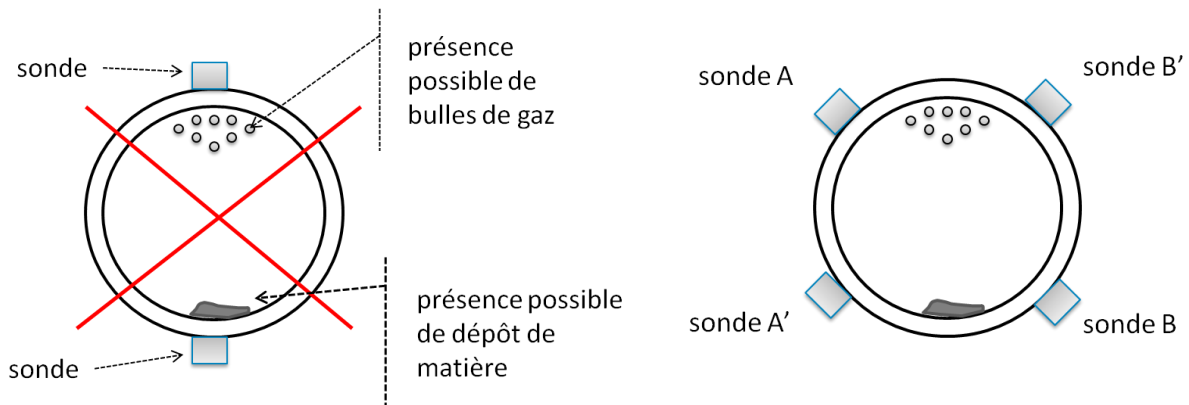 sonde
présence
possible de
bulles de gaz
présence possible
de dépôt de
matière
sonde
sonde A
sonde B’
sonde A’
sonde B